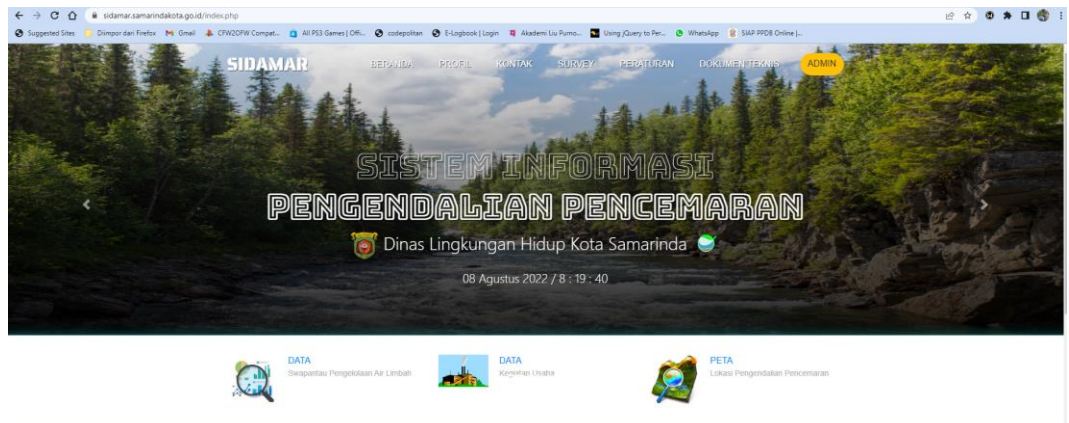 sidamar.samarindakota.go.id/index.php
Suggested Sites Diimpor dari Firefox Gmail CFW2OFW Compat... All PS3 Games | Offi... codepolitan E-Logbook | Login Akademi Liu Purno... Using jQuery to Per... WhatsApp SIAP PPDB Online |...
SIDAMAR BERANDA PROFIL KONTAK SURVEY PERATURAN DOKUMEN TEKNIS ADMIN
SISTEM INFORMASI
PENGENDALIAN PENCEMARAN
Dinas Lingkungan Hidup Kota Samarinda
08 Agustus 2022 / 8 : 19 : 40
DATA
Swapantau Pengelolaan Air Limbah
DATA
Kegiatan Usaha
PETA
Lokasi Pengendalian Pencemaran